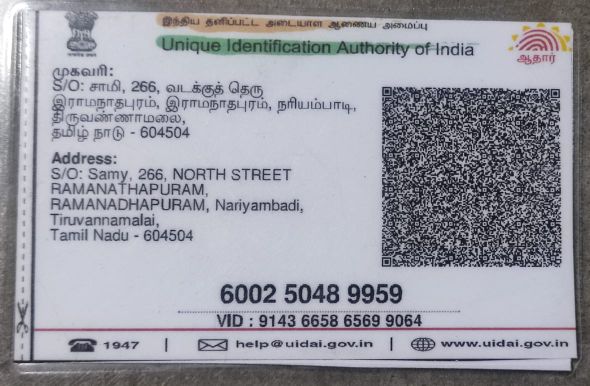 இந்திய தனிப்பட்ட அடையாள ஆணைய அமைப்பு
Unique Identification Authority of India
ஆதார்
முகவரி:
S/O: சாமி, 266, வடக்குத் தெரு
இராமநாதபுரம், இராமநாதபுரம், நரியம்பாடி,
திருவண்ணாமலை,
தமிழ் நாடு - 604504
Address:
S/O: Samy, 266, NORTH STREET
RAMANATHAPURAM,
RAMANADHAPURAM, Nariyambadi,
Tiruvannamalai,
Tamil Nadu - 604504
6002 5048 9959
VID : 9143 6658 6569 9064
1947 | help@uidai.gov.in | www.uidai.gov.in